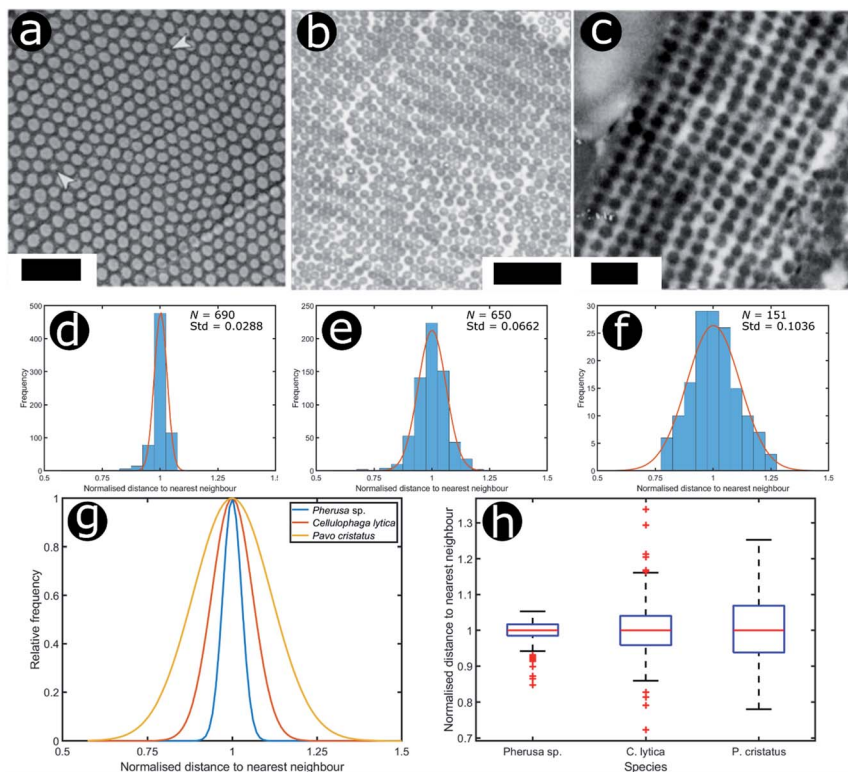 a
b
c
d
N = 690
Std = 0.0288
500
400
300
200
100
0
Frequency
0.5 0.75 1 1.25 1.5
Normalised distance to nearest neighbour
e
N = 650
Std = 0.0662
250
200
150
100
50
0
Frequency
0.5 0.75 1 1.25 1.5
Normalised distance to nearest neighbour
f
N = 151
Std = 0.1036
30
25
20
15
10
5
0
Frequency
0.5 0.75 1 1.25 1.5
Normalised distance to nearest neighbour
g
Pherusa sp.
Cellulophaga lytica
Pavo cristatus
1
0.8
0.6
0.4
0.2
0
Relative frequency
0.5 0.75 1 1.25 1.5
Normalised distance to nearest neighbour
h
1.3
1.2
1.1
1
0.9
0.8
0.7
Normalised distance to nearest neighbour
Pherusa sp. C. lytica P. cristatus
Species